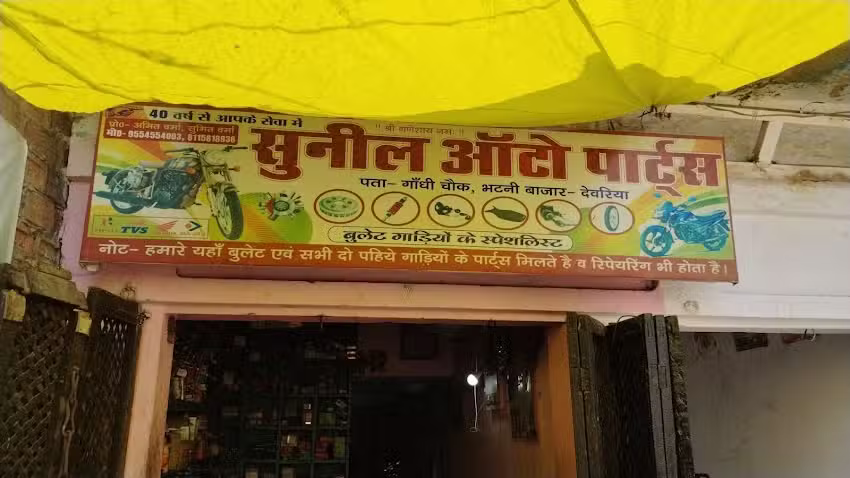 40 वर्ष से आपके सेवा में
॥ श्री गणेशाय नमः ॥
प्रो०- अमित वर्मा, सुमित वर्मा
मो०- 9554554003, 8115818936
सुनील ऑटो पार्ट्स
पता- गाँधी चौक, भटनी बाजार- देवरिया
TVS
बुलेट गाड़ियों के स्पेशलिस्ट
नोट- हमारे यहाँ बुलेट एवं सभी दो पहिये गाड़ियों के पार्ट्स मिलते है व रिपेयरिंग भी होता है।